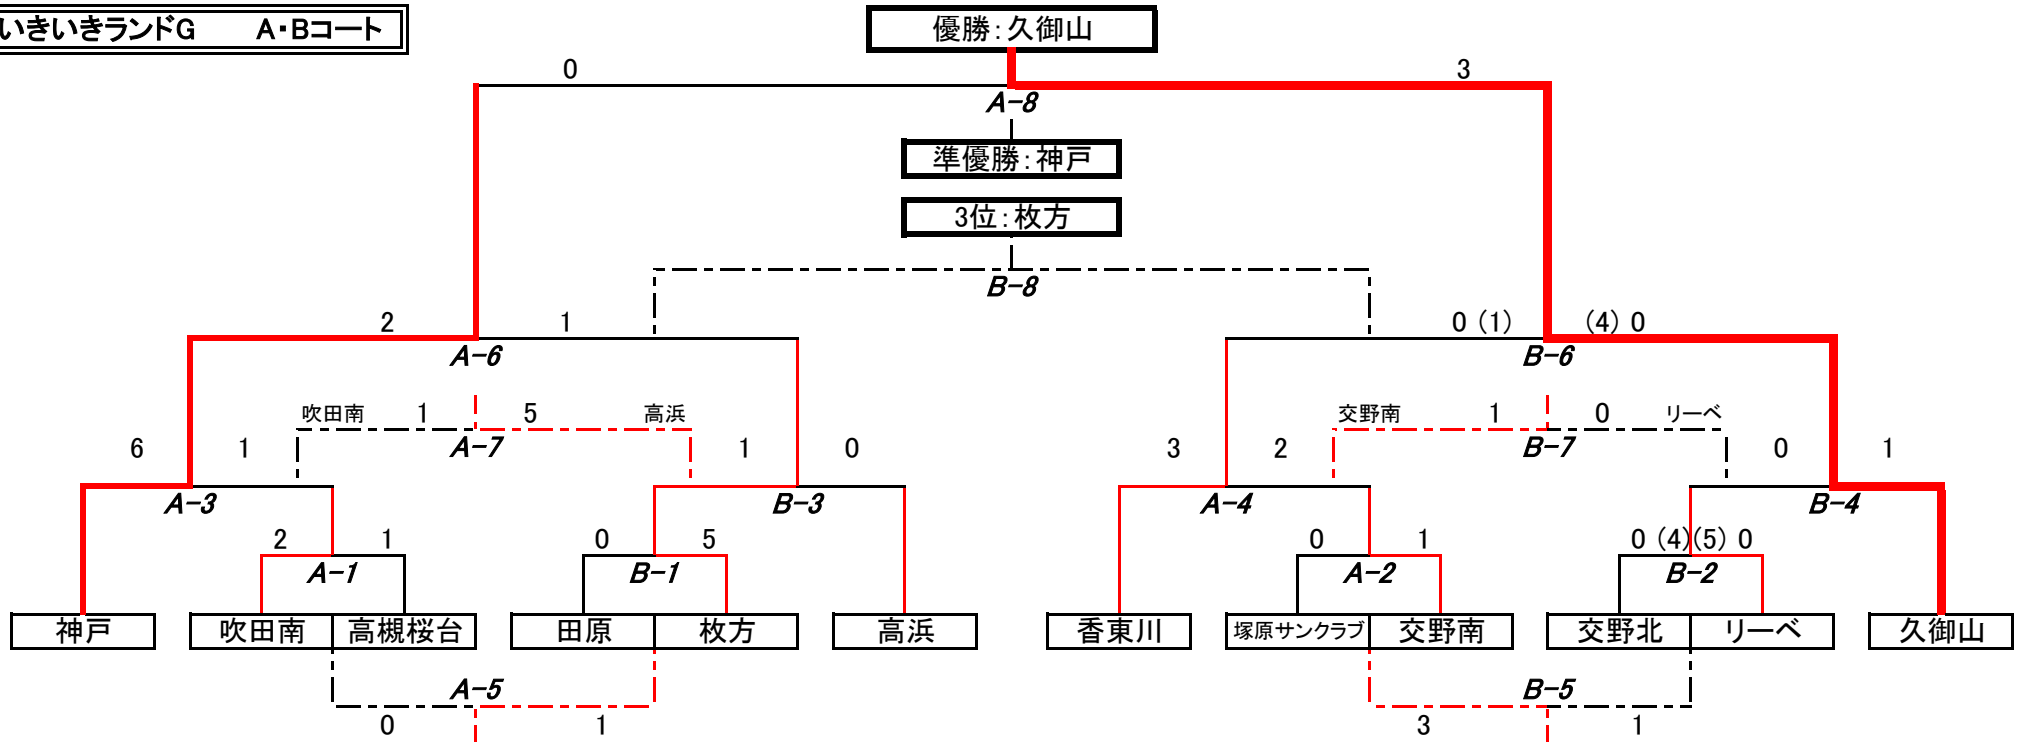 いきいきランドG A・Bコート
優勝：久御山
0 3
A-8
準優勝：神戸
3位：枚方
B-8
2 1 0 (1) (4) 0
A-6 B-6
吹田南 1 5 高浜 交野南 1 0 リーベ
A-7 B-7
6 1 1 0 3 2 0 1
A-3 B-3 A-4 B-4
2 1 0 5 0 1 0 (4)(5) 0
A-1 B-1 A-2 B-2
神戸 吹田南 高槻桜台 田原 枚方 高浜 香東川 塚原サンクラブ 交野南 交野北 リーベ 久御山
A-5 B-5
0 1 3 1